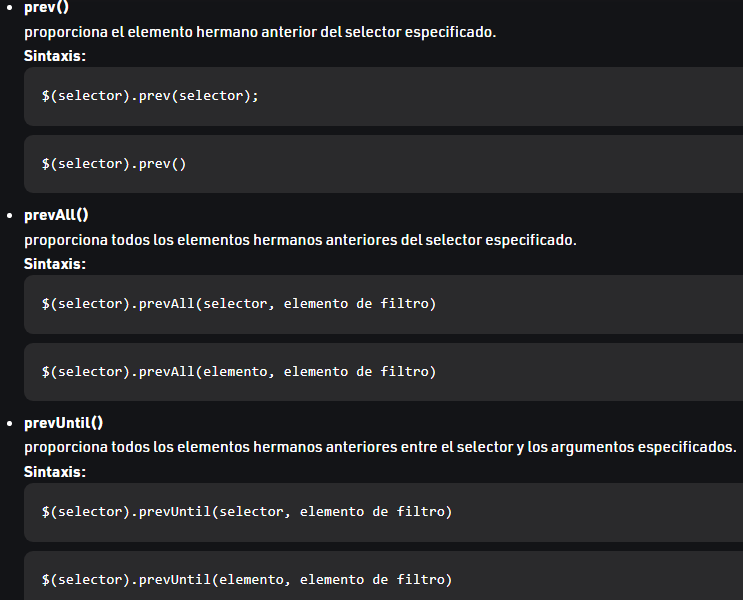 prev()
proporciona el elemento hermano anterior del selector especificado.
Sintaxis:
$(selector).prev(selector);
$(selector).prev()
prevAll()
proporciona todos los elementos hermanos anteriores del selector especificado.
Sintaxis:
$(selector).prevAll(selector, elemento de filtro)
$(selector).prevAll(elemento, elemento de filtro)
prevUntil()
proporciona todos los elementos hermanos anteriores entre el selector y los argumentos especificados.
Sintaxis:
$(selector).prevUntil(selector, elemento de filtro)
$(selector).prevUntil(elemento, elemento de filtro)